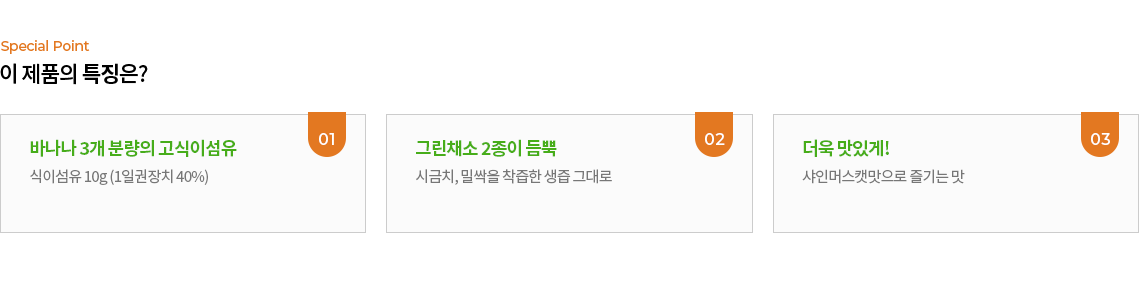 Special Point
이 제품의 특징은?
01
바나나 3개 분량의 고식이섬유
식이섬유 10g (1일권장치 40%)
02
그린채소 2종이 듬뿍
시금치, 밀싹을 착즙한 생즙 그대로
03
더욱 맛있게!
샤인머스캣맛으로 즐기는 맛